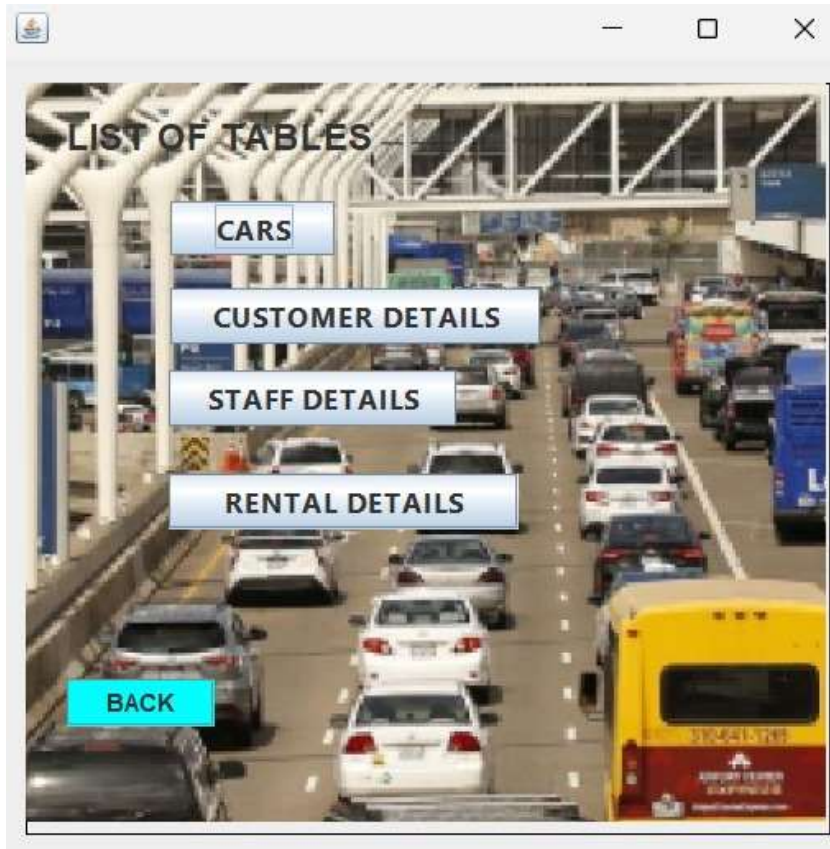 LIST OF TABLES
CARS
CUSTOMER DETAILS
STAFF DETAILS
RENTAL DETAILS
BACK